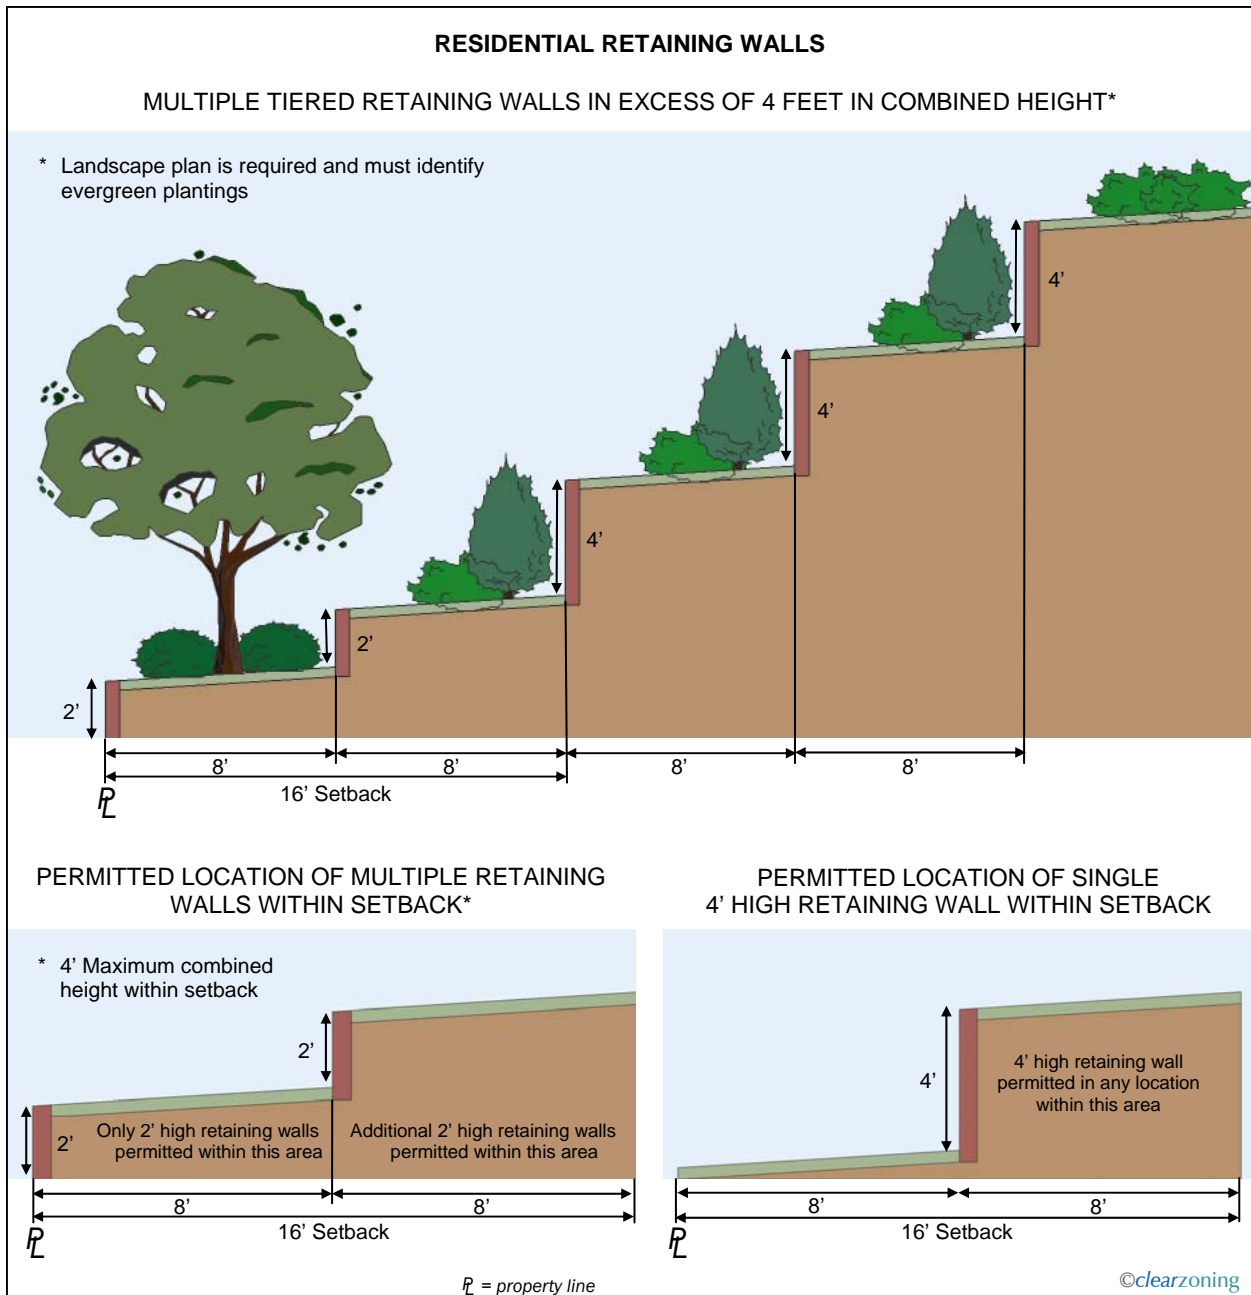 RESIDENTIAL RETAINING WALLS
MULTIPLE TIERED RETAINING WALLS IN EXCESS OF 4 FEET IN COMBINED HEIGHT*
* Landscape plan is required and must identify
evergreen plantings
4’
4’
4’
2’
2’
8’
8’
8’
8’
16’ Setback
PL
PERMITTED LOCATION OF MULTIPLE RETAINING
WALLS WITHIN SETBACK*
* 4’ Maximum combined
height within setback
2’
2’
Only 2’ high retaining walls
permitted within this area
Additional 2’ high retaining walls
permitted within this area
8’
8’
16’ Setback
PL
PL = property line
PERMITTED LOCATION OF SINGLE
4’ HIGH RETAINING WALL WITHIN SETBACK
4’
4’ high retaining wall
permitted in any location
within this area
8’
8’
16’ Setback
PL
©clearzoning